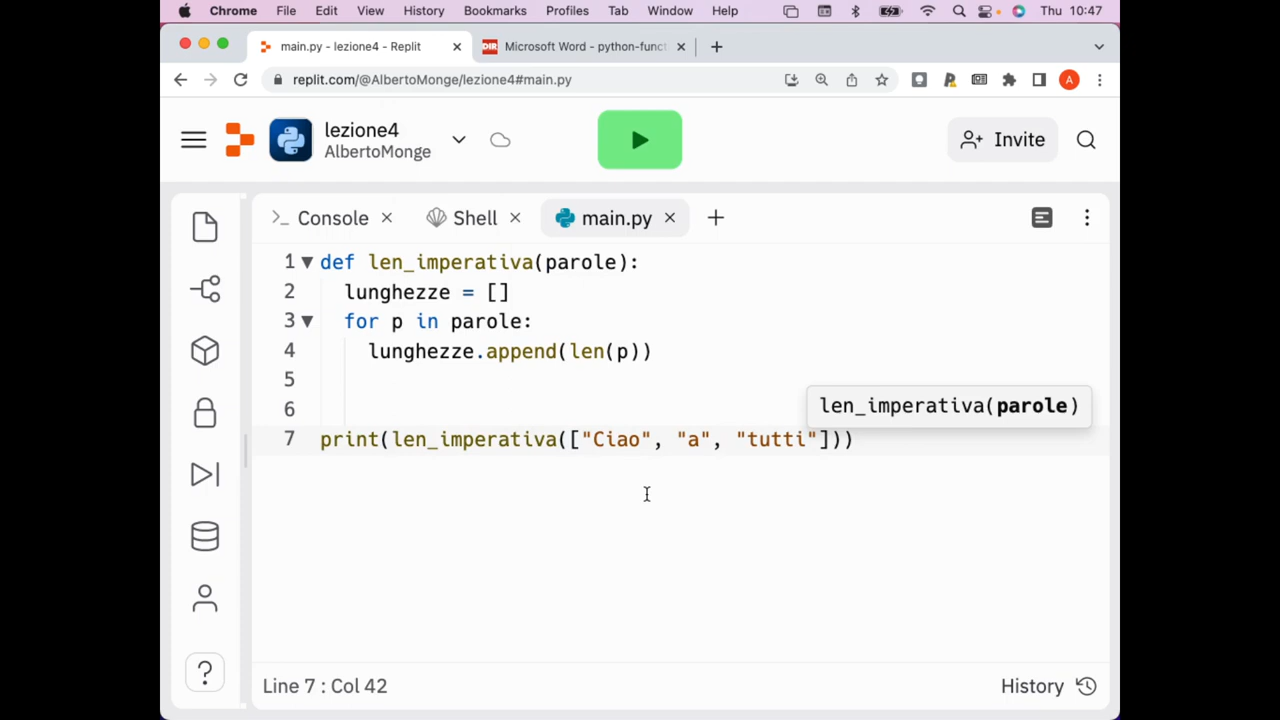 Chrome File Edit View History Bookmarks Profiles Tab Window Help Thu 10:47
main.py - lezione4 - Replit
DIR Microsoft Word - python-funct
replit.com/@AlbertoMonge/lezione4#main.py
A
lezione4
AlbertoMonge
Invite
Console Shell main.py
1 def len_imperativa(parole):
2 lunghezze = []
3 for p in parole:
4 lunghezze.append(len(p))
5
6
len_imperativa(parole)
7 print(len_imperativa(["Ciao", "a", "tutti"]))
?
Line 7 : Col 42
History